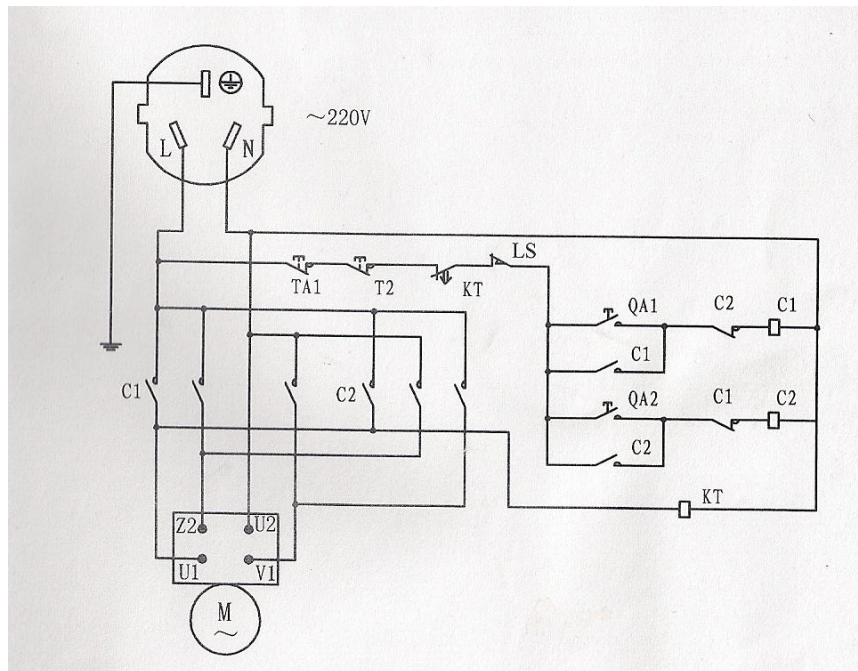 ~220V
L N
LS
TA1 T2 KT
QA1 C2 C1
C1
C1 C2
QA2 C1 C2
C2
KT
Z2 U2
U1 V1
M
~